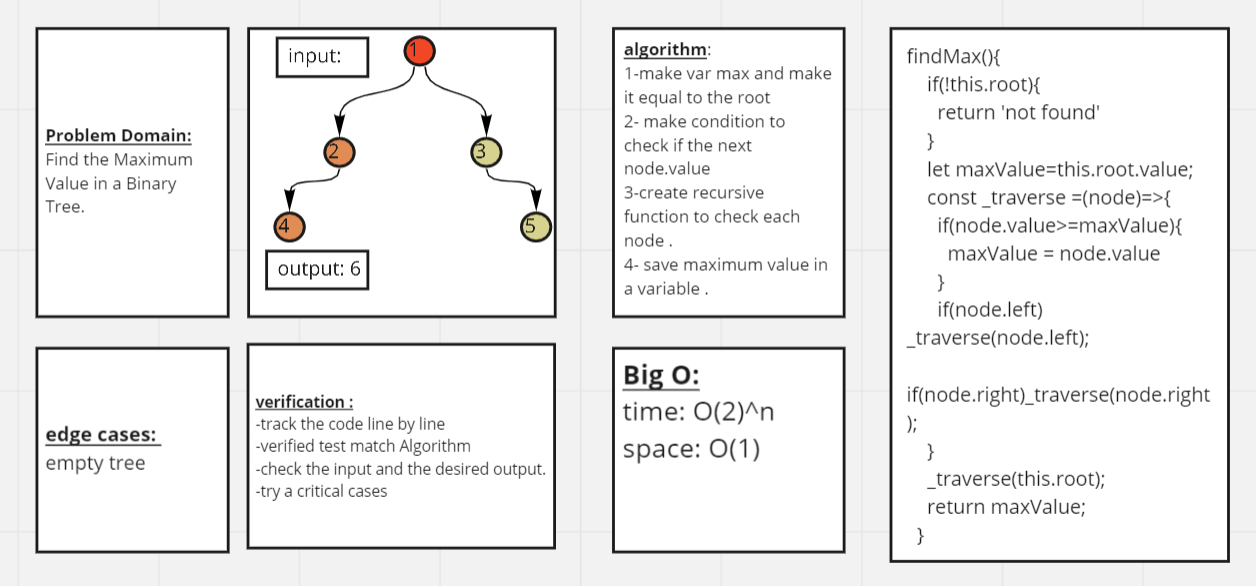 Problem Domain:
Find the Maximum
Value in a Binary
Tree.
input:
1
2
3
4
5
output: 6
algorithm:
1-make var max and make
it equal to the root
2- make condition to
check if the next
node.value
3-create recursive
function to check each
node .
4- save maximum value in
a variable .
findMax(){
if(!this.root){
return 'not found'
}
let maxValue=this.root.value;
const _traverse =(node)=>{
if(node.value>=maxValue){
maxValue = node.value
}
if(node.left)
_traverse(node.left);
if(node.right)_traverse(node.right
);
}
_traverse(this.root);
return maxValue;
}
edge cases:
empty tree
verification :
-track the code line by line
-verified test match Algorithm
-check the input and the desired output.
-try a critical cases
Big O:
time: O(2)^n
space: O(1)